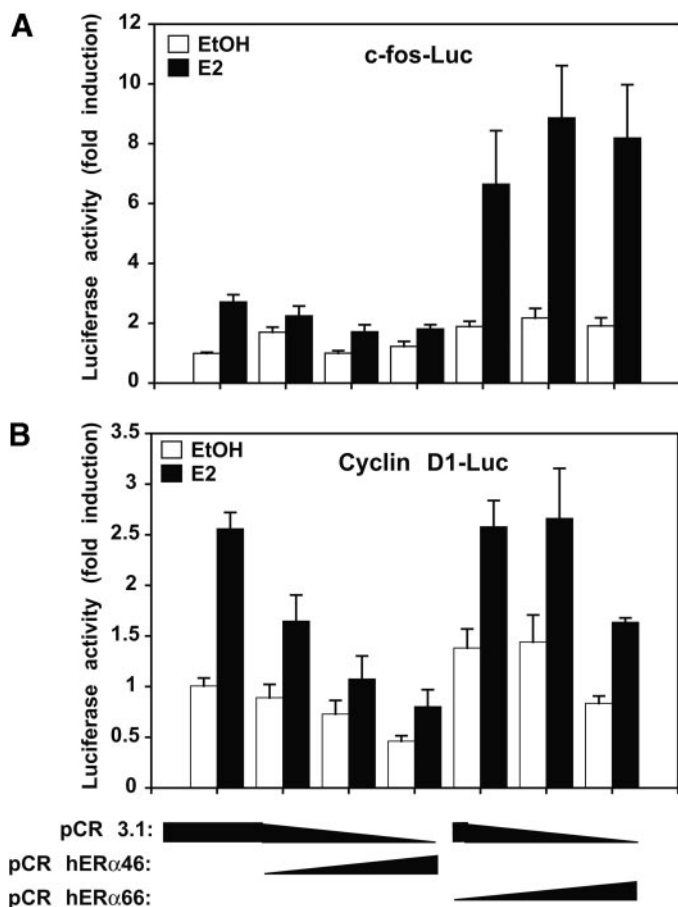 A
EtOH
E2
c-fos-Luc
Luciferase activity (fold induction)
12
10
8
6
4
2
0
B
EtOH
E2
Cyclin D1-Luc
Luciferase activity (fold induction)
3.5
3
2.5
2
1.5
1
0.5
0
pCR 3.1:
pCR hERα46:
pCR hERα66: